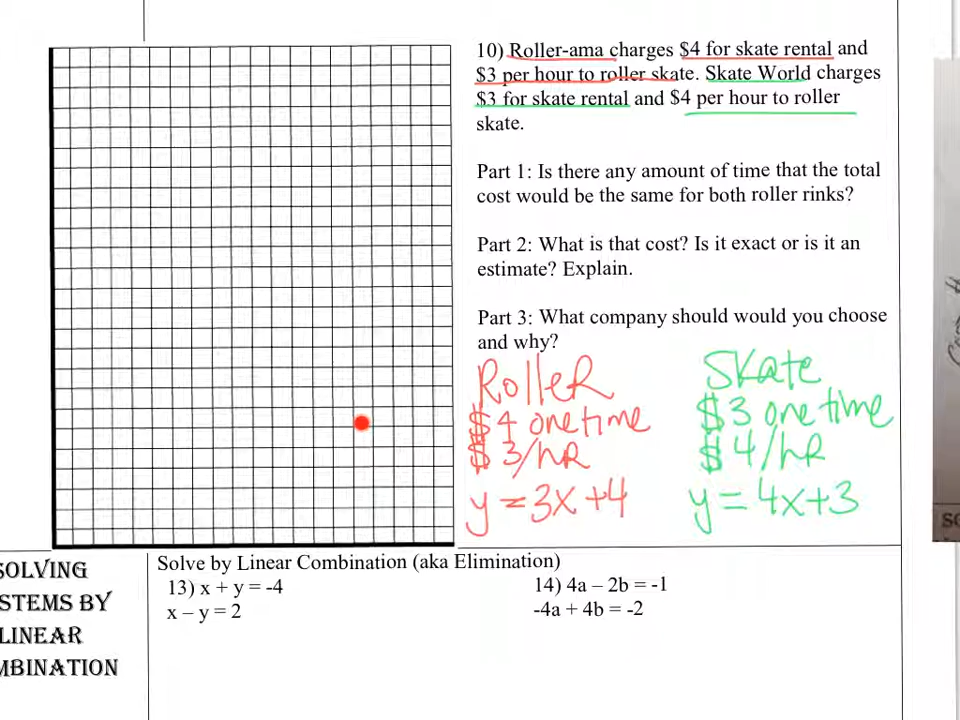 10) Roller-ama charges $4 for skate rental and
$3 per hour to roller skate. Skate World charges
$3 for skate rental and $4 per hour to roller
skate.
Part 1: Is there any amount of time that the total
cost would be the same for both roller rinks?
Part 2: What is that cost? Is it exact or is it an
estimate? Explain.
Part 3: What company should would you choose
and why?
RolleR
$4 one time
$3/hR
y = 3x + 4
Skate
$3 one time
$4/hR
y = 4x + 3
SOLVING
STEMS BY
LINEAR
MBINATION
Solve by Linear Combination (aka Elimination)
13) x + y = -4
x – y = 2
14) 4a – 2b = -1
-4a + 4b = -2